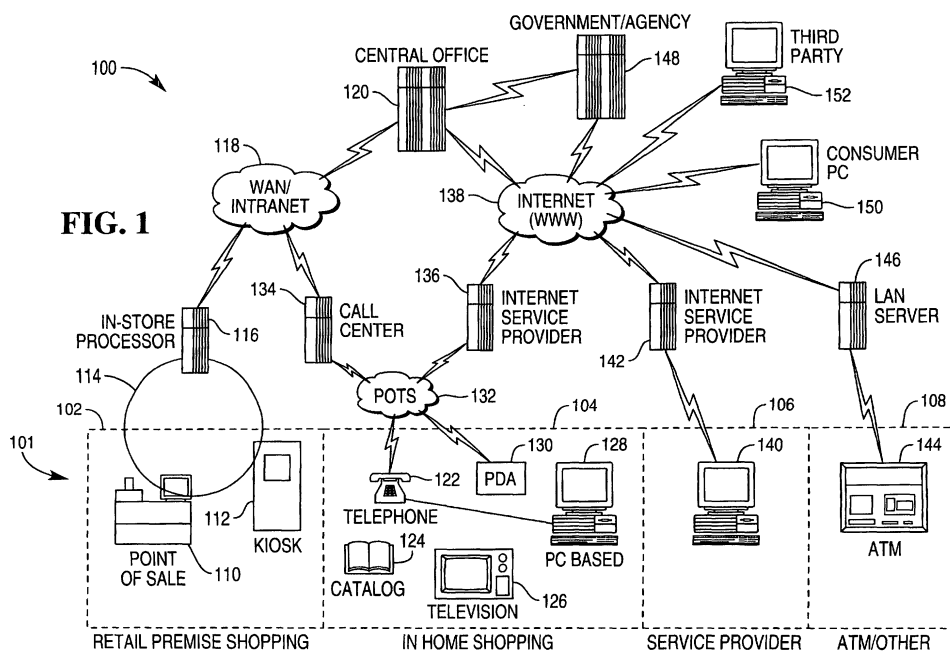 GOVERNMENT/AGENCY
148
THIRD
PARTY
152
CENTRAL OFFICE
120
100
118
WAN/
INTRANET
138
INTERNET
(WWW)
CONSUMER
PC
150
FIG. 1
134
CALL
CENTER
136
INTERNET
SERVICE
PROVIDER
INTERNET
SERVICE
PROVIDER
142
146
LAN
SERVER
IN-STORE
PROCESSOR
116
114
POTS
132
102
104
106
108
101
122
TELEPHONE
130
PDA
128
PC BASED
140
144
ATM
112
KIOSK
POINT
OF SALE
110
124
CATALOG
TELEVISION
126
RETAIL PREMISE SHOPPING
IN HOME SHOPPING
SERVICE PROVIDER
ATM/OTHER